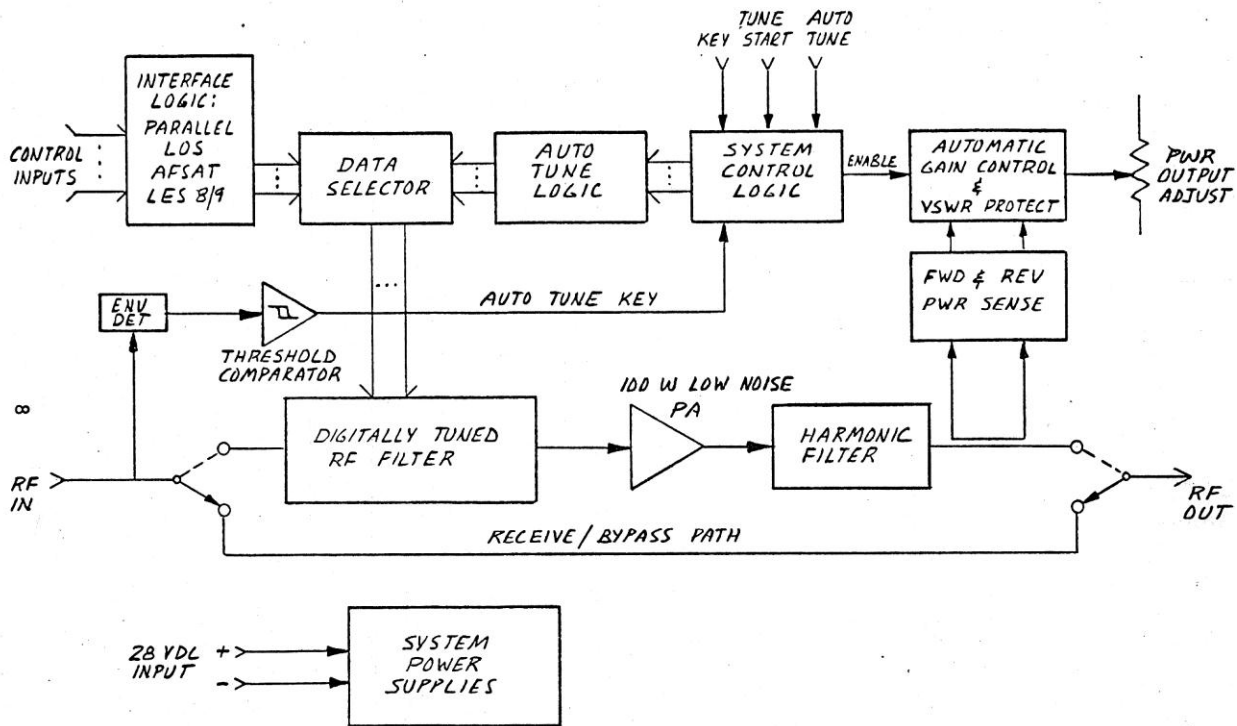 TUNE AUTO
KEY START TUNE
INTERFACE
LOGIC:
PARALLEL
LOS
AFSAT
LES 8/9
CONTROL
INPUTS
DATA
SELECTOR
AUTO
TUNE
LOGIC
SYSTEM
CONTROL
LOGIC
ENABLE
AUTOMATIC
GAIN CONTROL
&
VSWR PROTECT
PWR
OUTPUT
ADJUST
FWD & REV
PWR SENSE
ENV
DET
AUTO TUNE KEY
THRESHOLD
COMPARATOR
100 W LOW NOISE
PA
8
DIGITALLY TUNED
RF FILTER
HARMONIC
FILTER
RF
IN
RF
OUT
RECEIVE/BYPASS PATH
28 VDC
INPUT
+
-
SYSTEM
POWER
SUPPLIES